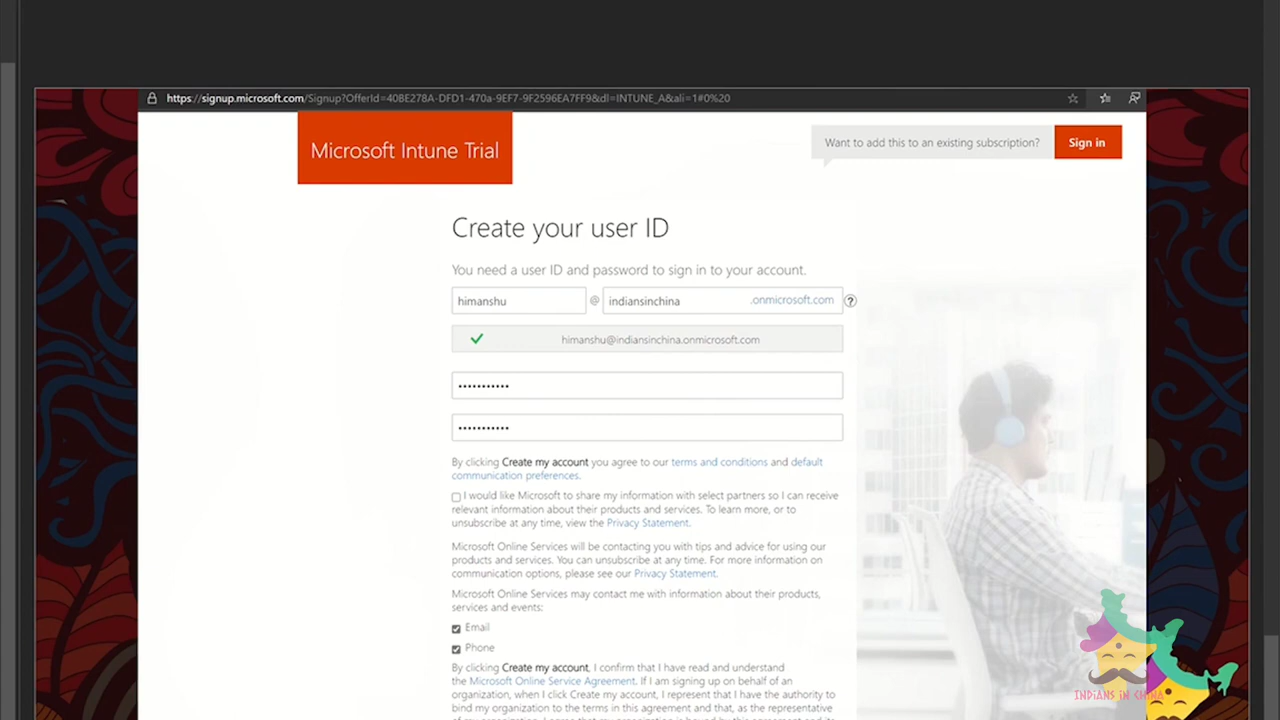 https://signup.microsoft.com/Signup?OfferId=40BE278A-DFD1-470a-9EF7-9F2596EA7FF9&dl=INTUNE_A&ali=1#0%20
Microsoft Intune Trial
Want to add this to an existing subscription?
Sign in
Create your user ID
You need a user ID and password to sign in to your account.
himanshu @ indiansinchina .onmicrosoft.com ?
himanshu@indiansinchina.onmicrosoft.com
•••••••••••
•••••••••••
By clicking Create my account you agree to our terms and conditions and default
communication preferences.
I would like Microsoft to share my information with select partners so I can receive
relevant information about their products and services. To learn more, or to
unsubscribe at any time, view the Privacy Statement.
Microsoft Online Services will be contacting you with tips and advice for using our
products and services. You can unsubscribe at any time. For more information on
communication options, please see our Privacy Statement.
Microsoft Online Services may contact me with information about their products,
services and events:
Email
Phone
By clicking Create my account, I confirm that I have read and understand
the Microsoft Online Service Agreement. If I am signing up on behalf of an
organization, when I click Create my account, I represent that I have the authority to
bind my organization to the terms in this agreement and that, as the representative
INDIANS IN CHINA